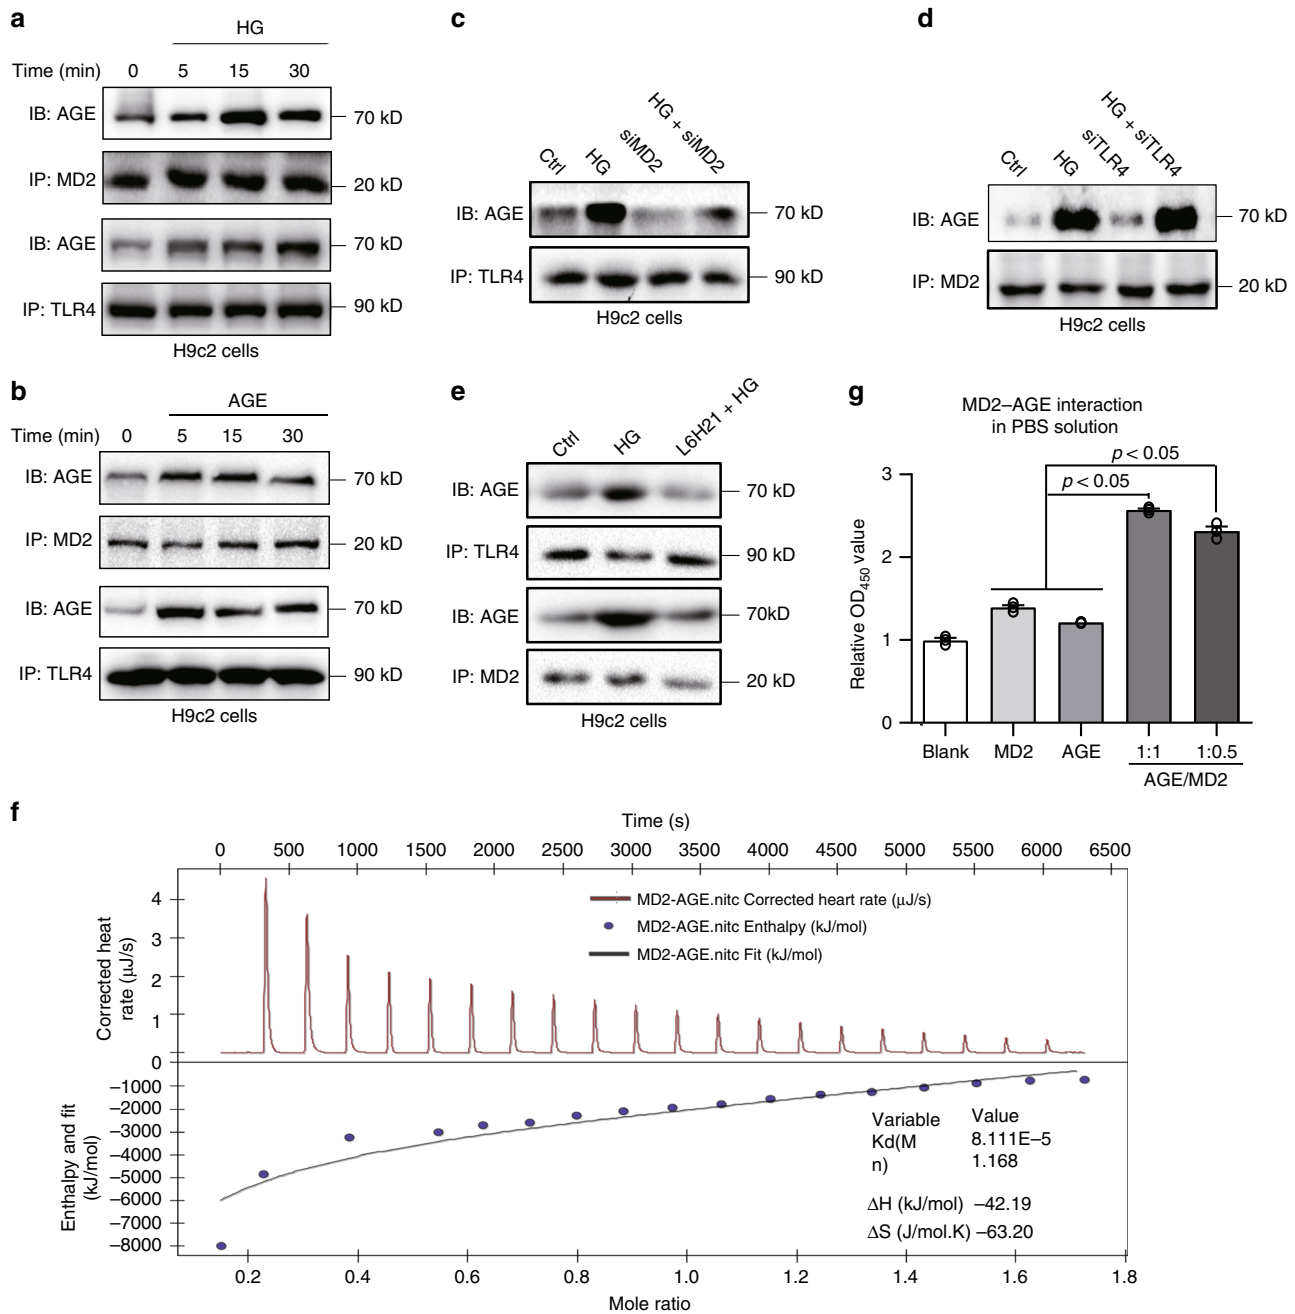 a
HG
Time (min) 0 5 15 30
IB: AGE 70 kD
IP: MD2 20 kD
IB: AGE 70 kD
IP: TLR4 90 kD
H9c2 cells
b
AGE
Time (min) 0 5 15 30
IB: AGE 70 kD
IP: MD2 20 kD
IB: AGE 70 kD
IP: TLR4 90 kD
H9c2 cells
c
Ctrl HG siMD2 HG + siMD2
IB: AGE 70 kD
IP: TLR4 90 kD
H9c2 cells
d
Ctrl HG siTLR4 HG + siTLR4
IB: AGE 70 kD
IP: MD2 20 kD
H9c2 cells
e
Ctrl HG L6H21 + HG
IB: AGE 70 kD
IP: TLR4 90 kD
IB: AGE 70kD
IP: MD2 20 kD
H9c2 cells
g
MD2–AGE interaction
in PBS solution
p < 0.05
p < 0.05
Relative OD450 value
3
2
1
0
Blank MD2 AGE 1:1 1:0.5
AGE/MD2
f
Time (s)
0 500 1000 1500 2000 2500 3000 3500 4000 4500 5000 5500 6000 6500
Corrected heat
rate (μJ/s)
4
3
2
1
0
MD2-AGE.nitc Corrected heart rate (μJ/s)
MD2-AGE.nitc Enthalpy (kJ/mol)
MD2-AGE.nitc Fit (kJ/mol)
Enthalpy and fit
(kJ/mol)
–1000
–2000
–3000
–4000
–5000
–6000
–7000
–8000
Variable Value
Kd(M 8.111E–5
n) 1.168
ΔH (kJ/mol) –42.19
ΔS (J/mol.K) –63.20
0.2 0.4 0.6 0.8 1.0 1.2 1.4 1.6 1.8
Mole ratio